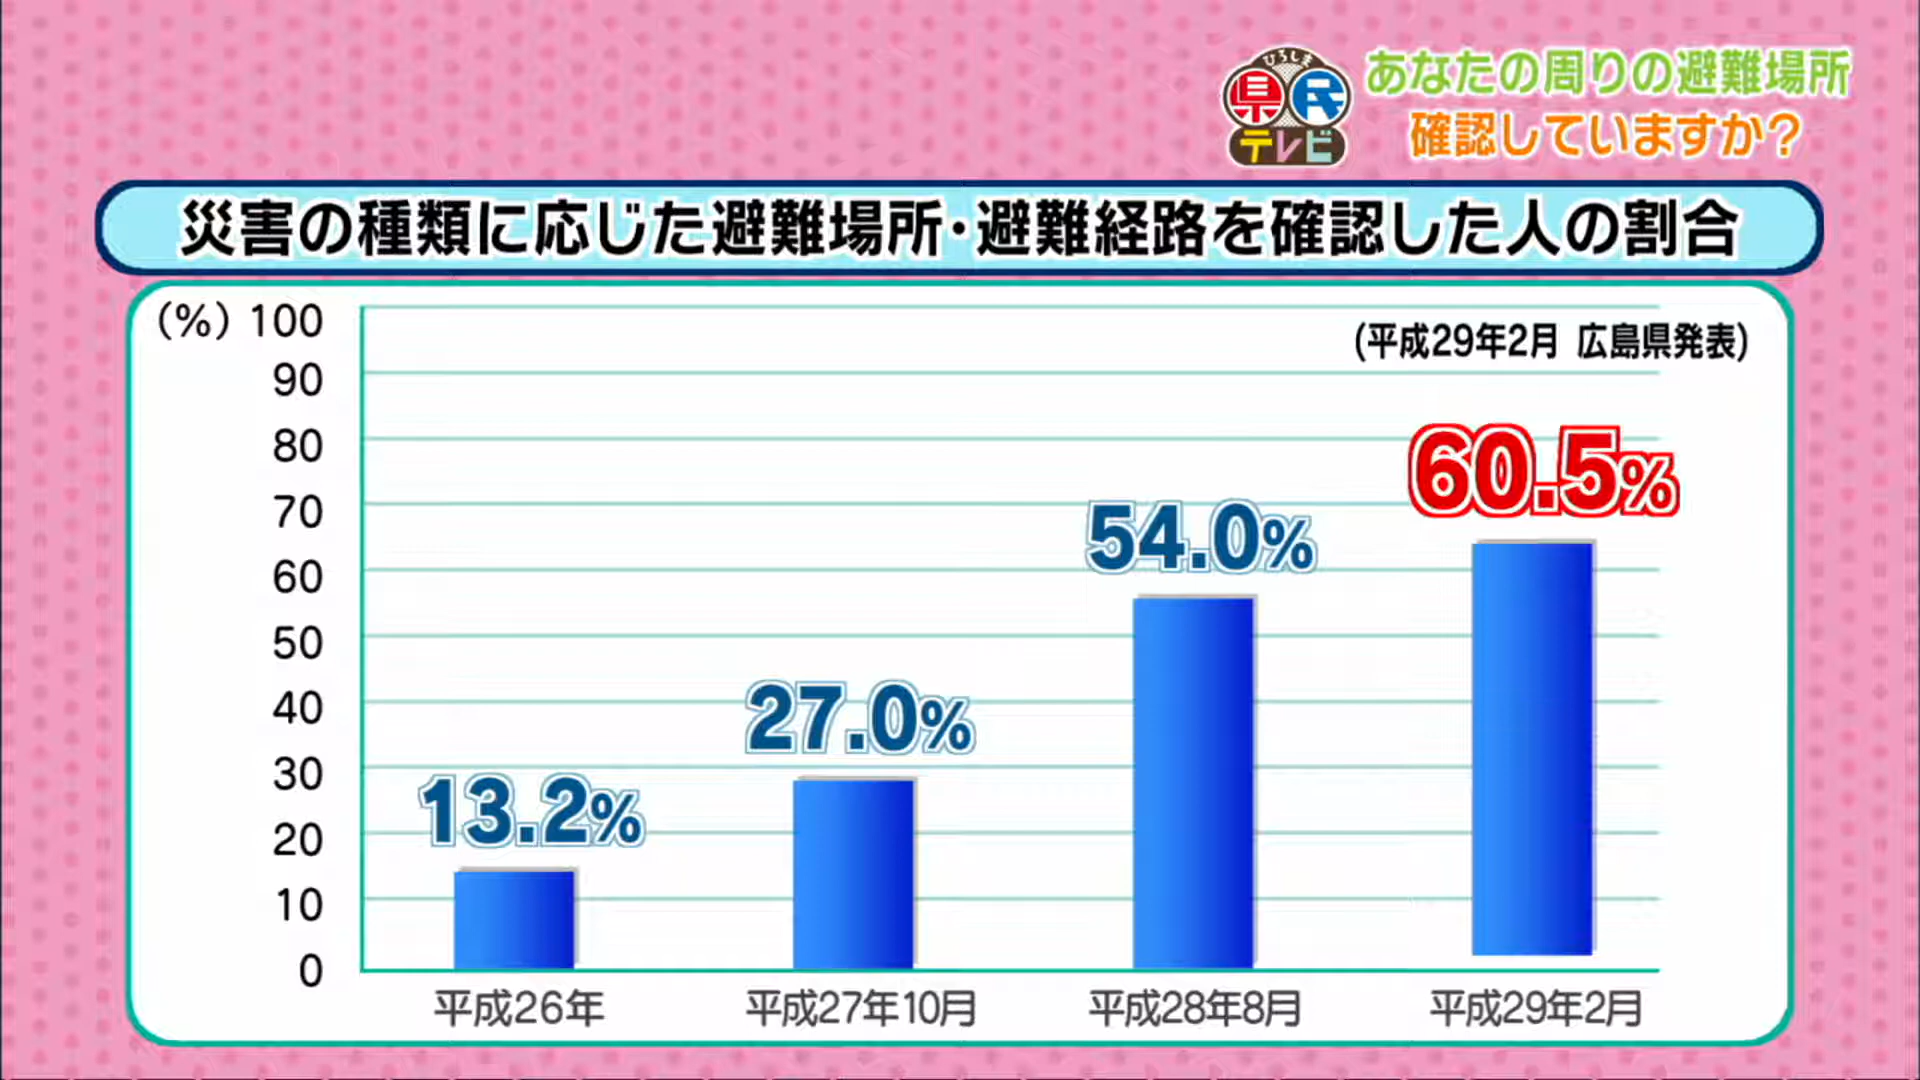 ひろしま
県民
テレビ
あなたの周りの避難場所
確認していますか?
災害の種類に応じた避難場所・避難経路を確認した人の割合
(%) 100
(平成29年2月 広島県発表)
90
80
70
60
50
40
30
20
10
0
13.2%
27.0%
54.0%
60.5%
平成26年
平成27年10月
平成28年8月
平成29年2月